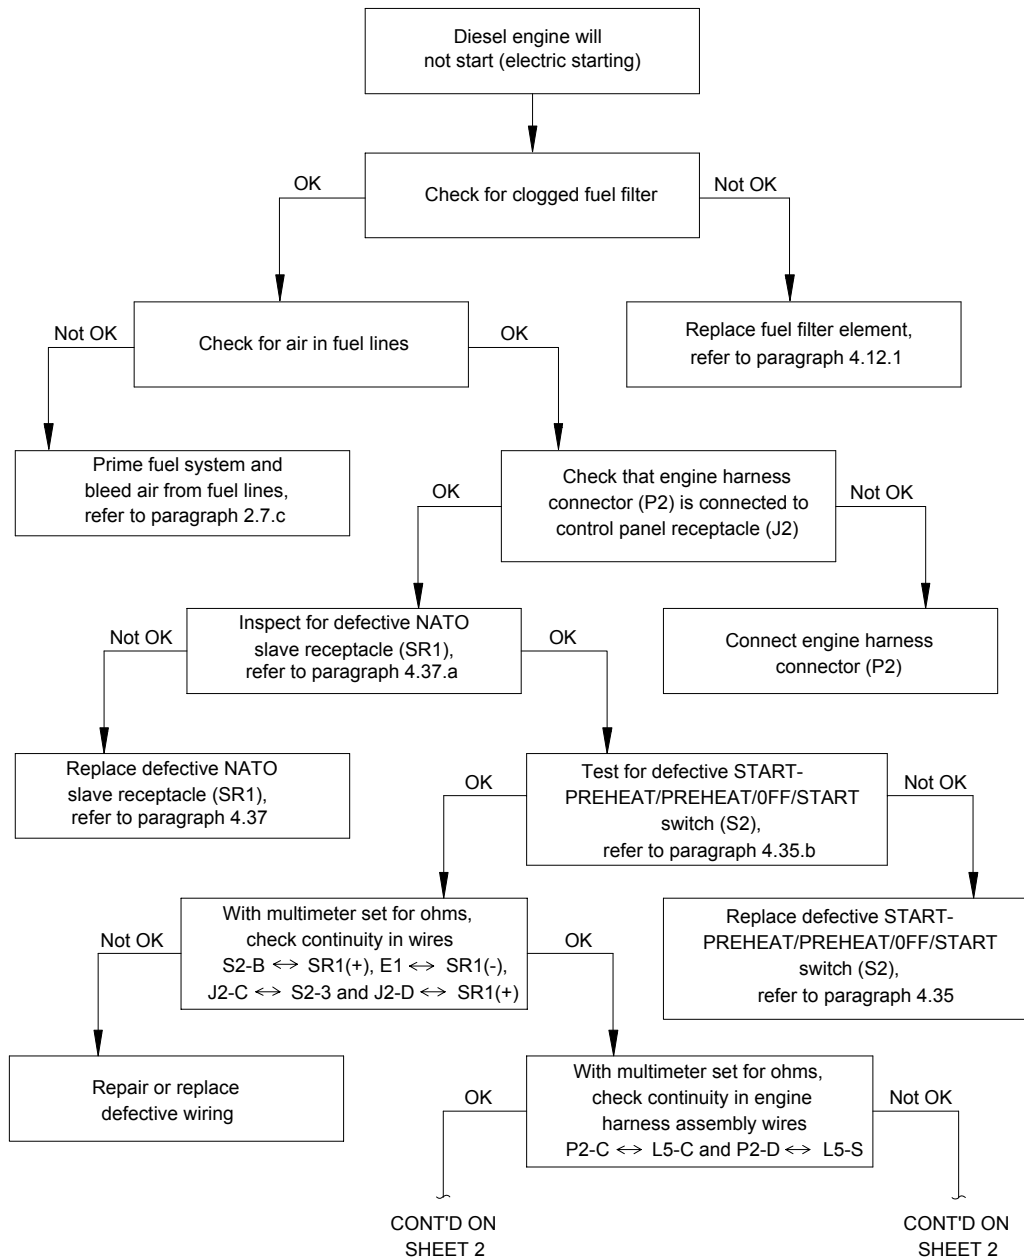 Diesel engine will
not start (electric starting)
OK
Check for clogged fuel filter
Not OK
Not OK
Check for air in fuel lines
OK
Replace fuel filter element,
refer to paragraph 4.12.1
Prime fuel system and
bleed air from fuel lines,
refer to paragraph 2.7.c
OK
Check that engine harness
connector (P2) is connected to
control panel receptacle (J2)
Not OK
Not OK
Inspect for defective NATO
slave receptacle (SR1),
refer to paragraph 4.37.a
OK
Connect engine harness
connector (P2)
Replace defective NATO
slave receptacle (SR1),
refer to paragraph 4.37
OK
Test for defective START-
PREHEAT/PREHEAT/0FF/START
switch (S2),
refer to paragraph 4.35.b
Not OK
Not OK
With multimeter set for ohms,
check continuity in wires
S2-B ↔ SR1(+), E1 ↔ SR1(-),
J2-C ↔ S2-3 and J2-D ↔ SR1(+)
OK
Replace defective START-
PREHEAT/PREHEAT/0FF/START
switch (S2),
refer to paragraph 4.35
Repair or replace
defective wiring
OK
With multimeter set for ohms,
check continuity in engine
harness assembly wires
P2-C ↔ L5-C and P2-D ↔ L5-S
Not OK
CONT'D ON
SHEET 2
CONT'D ON
SHEET 2